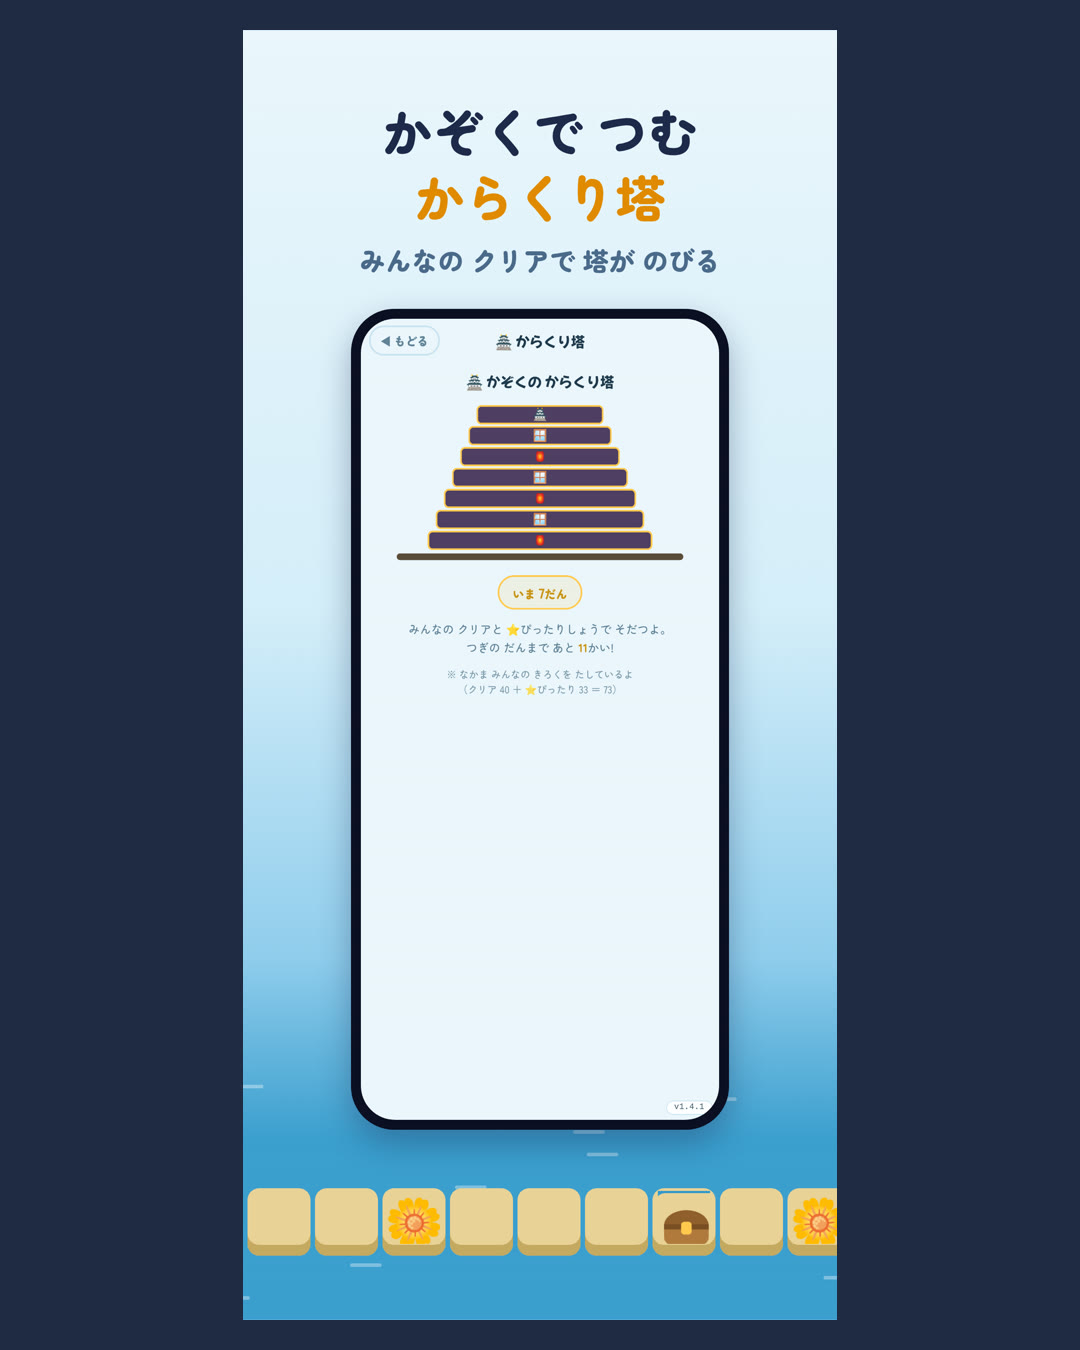 かぞくで つむ
からくり塔
みんなの クリアで 塔が のびる
◀ もどる
🏯 からくり塔
🏯 かぞくの からくり塔
いま 7だん
みんなの クリアと ⭐ぴったりしょうで そだつよ。
つぎの だんまで あと 11かい!
※ なかま みんなの きろくを たしているよ
（クリア 40 ＋ ⭐ぴったり 33 ＝ 73）
v1.4.1